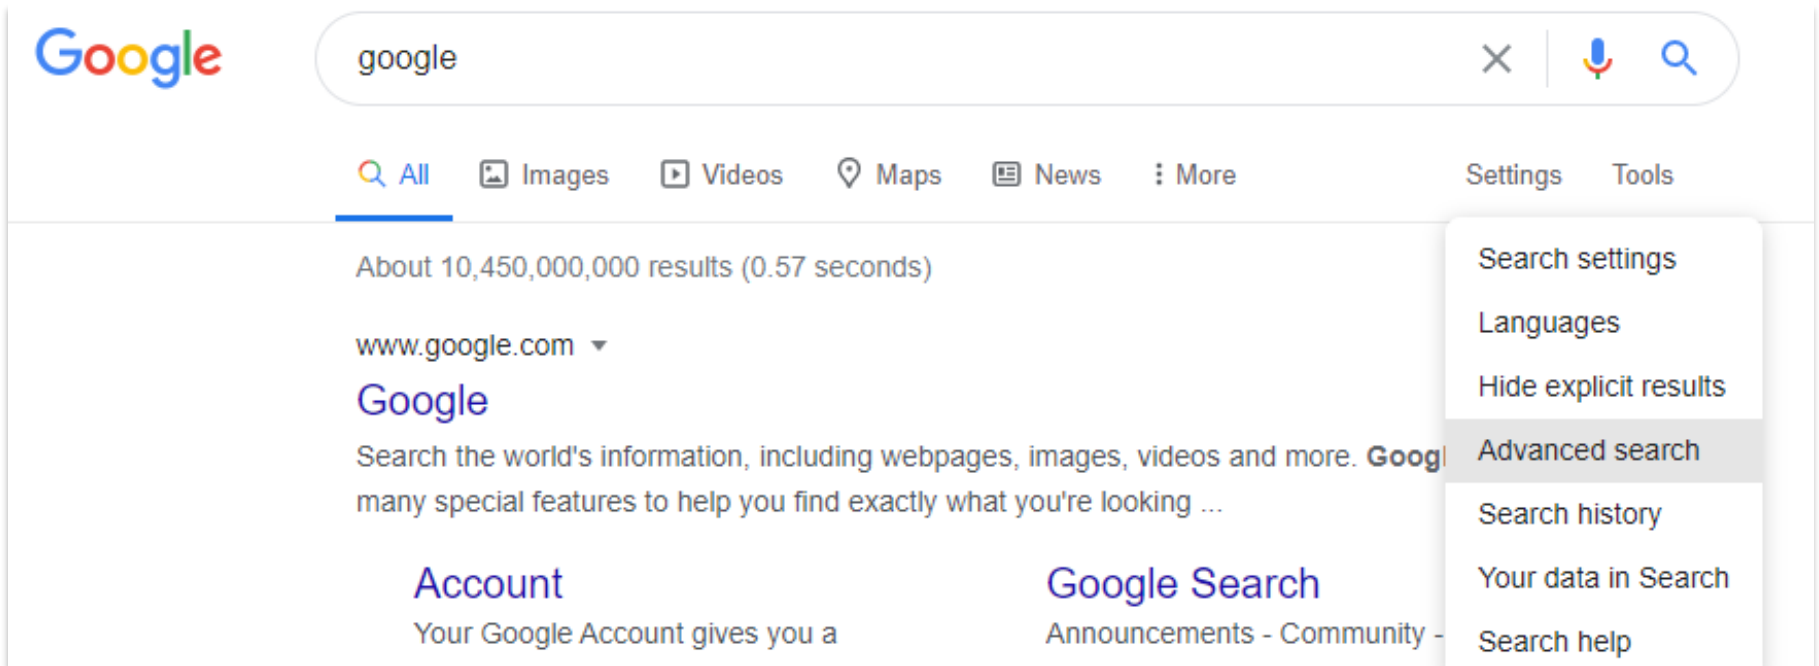 Google
google
All Images Videos Maps News More Settings Tools
About 10,450,000,000 results (0.57 seconds)
www.google.com
Google
Search the world's information, including webpages, images, videos and more.
many special features to help you find exactly what you're looking ...
Account
Your Google Account gives you a
Google Search
Announcements - Community -
Search settings
Languages
Hide explicit results
Advanced search
Search history
Your data in Search
Search help